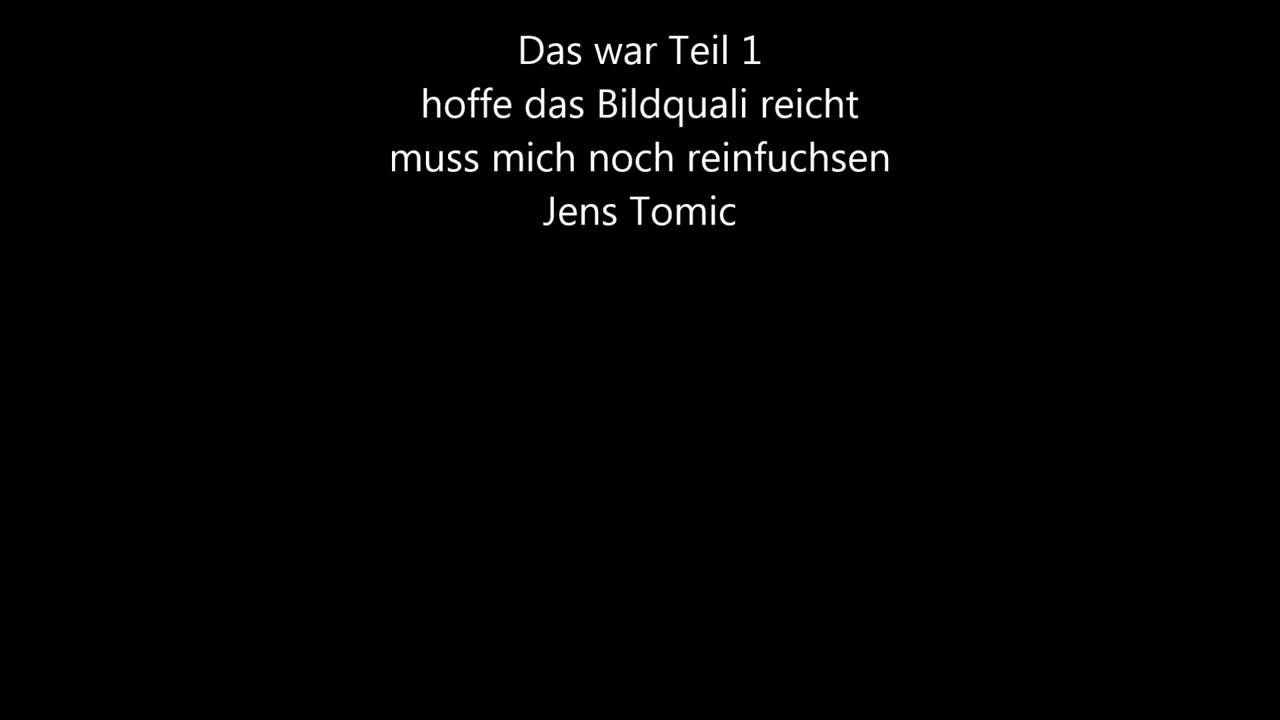 Das war Teil 1
hoffe das Bildquali reicht
muss mich noch reinfuchsen
Jens Tomic